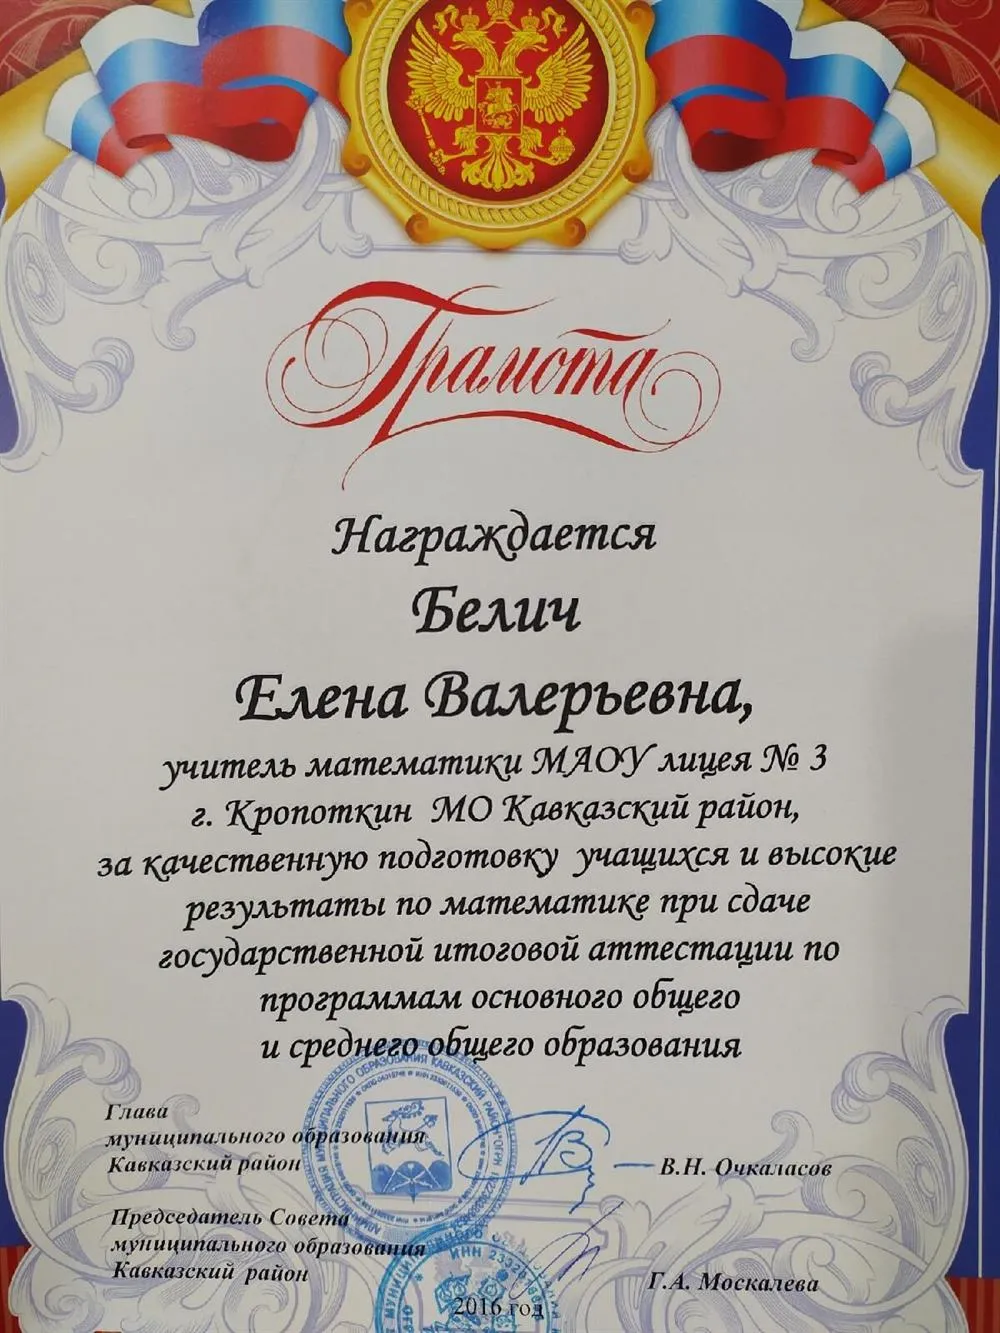 Грамота
Награждается
Белич
Елена Валерьевна,
учитель математики МАОУ лицея № 3
г. Кропоткин МО Кавказский район,
за качественную подготовку учащихся и высокие
результаты по математике при сдаче
государственной итоговой аттестации по
программам основного общего
и среднего общего образования
Глава
муниципального образования
Кавказский район
В.Н. Очкаласов
Председатель Совета
муниципального образования
Кавказский район
Г.А. Москалева
2016 год